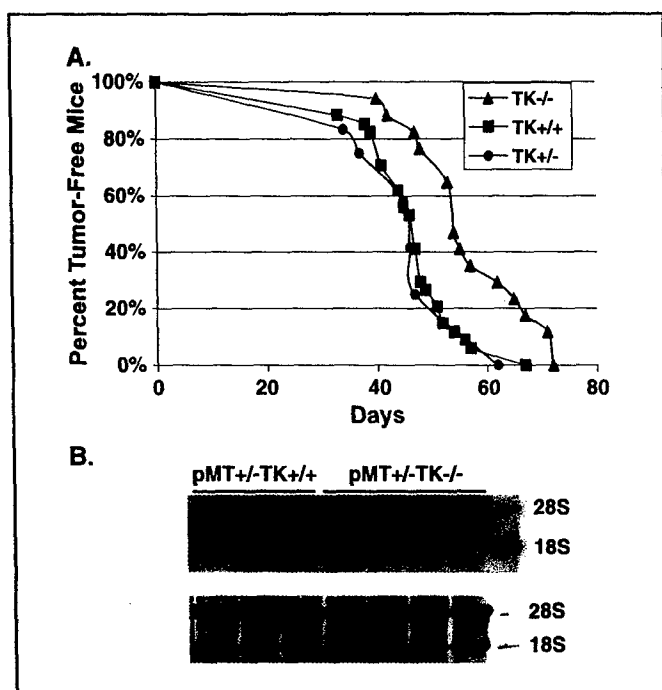 A.
Percent Tumor-Free Mice
100%
80%
60%
40%
20%
0%
0
20
40
60
80
Days
TK-/-
TK+/+
TK+/-
B.
pMT+/-TK+/+
pMT+/-TK-/-
28S
18S
28S
18S